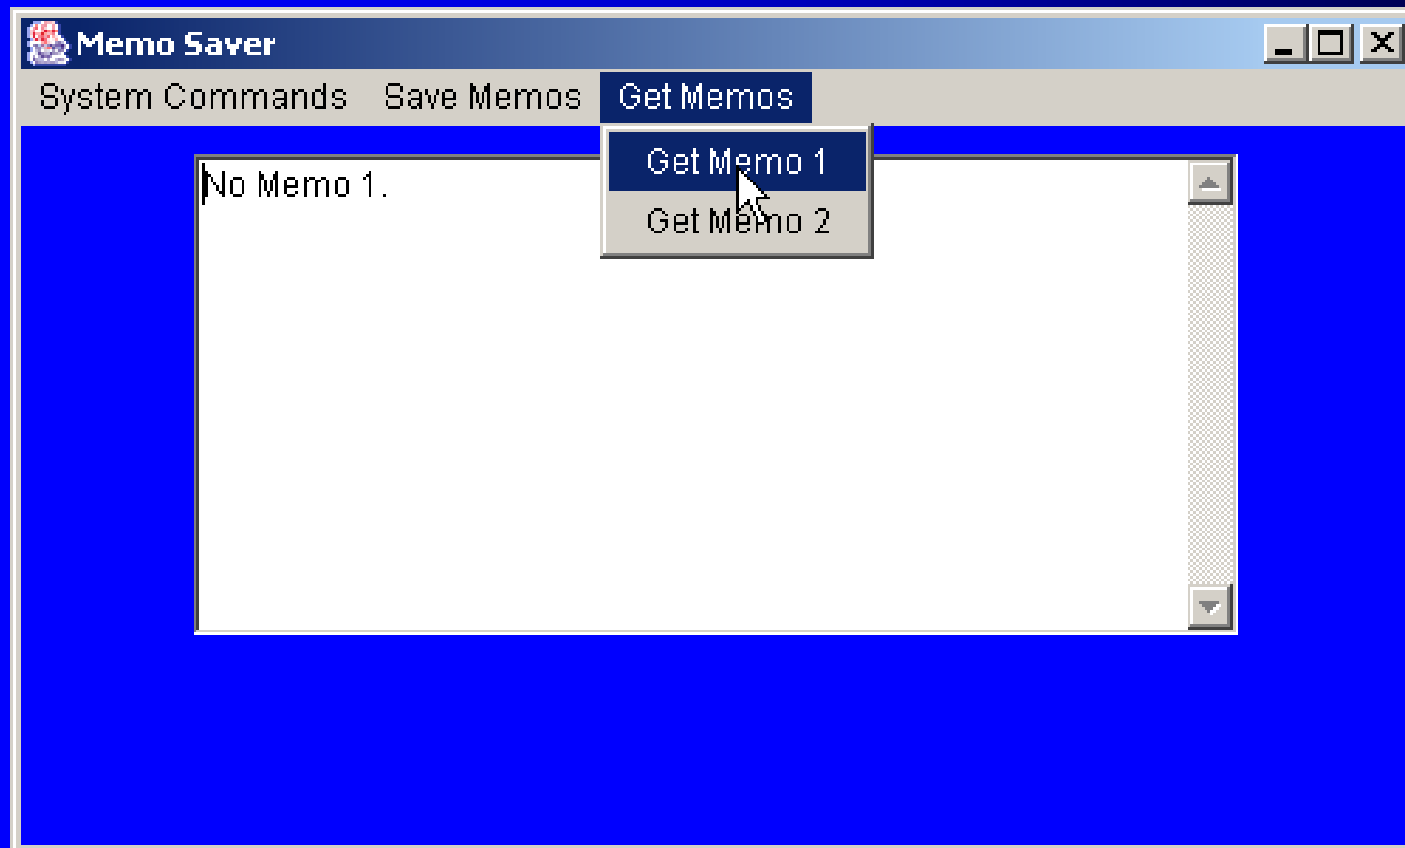 Memo Saver
System Commands Save Memos Get Memos
Get Memo 1
No Memo 1.
Get Memo 2